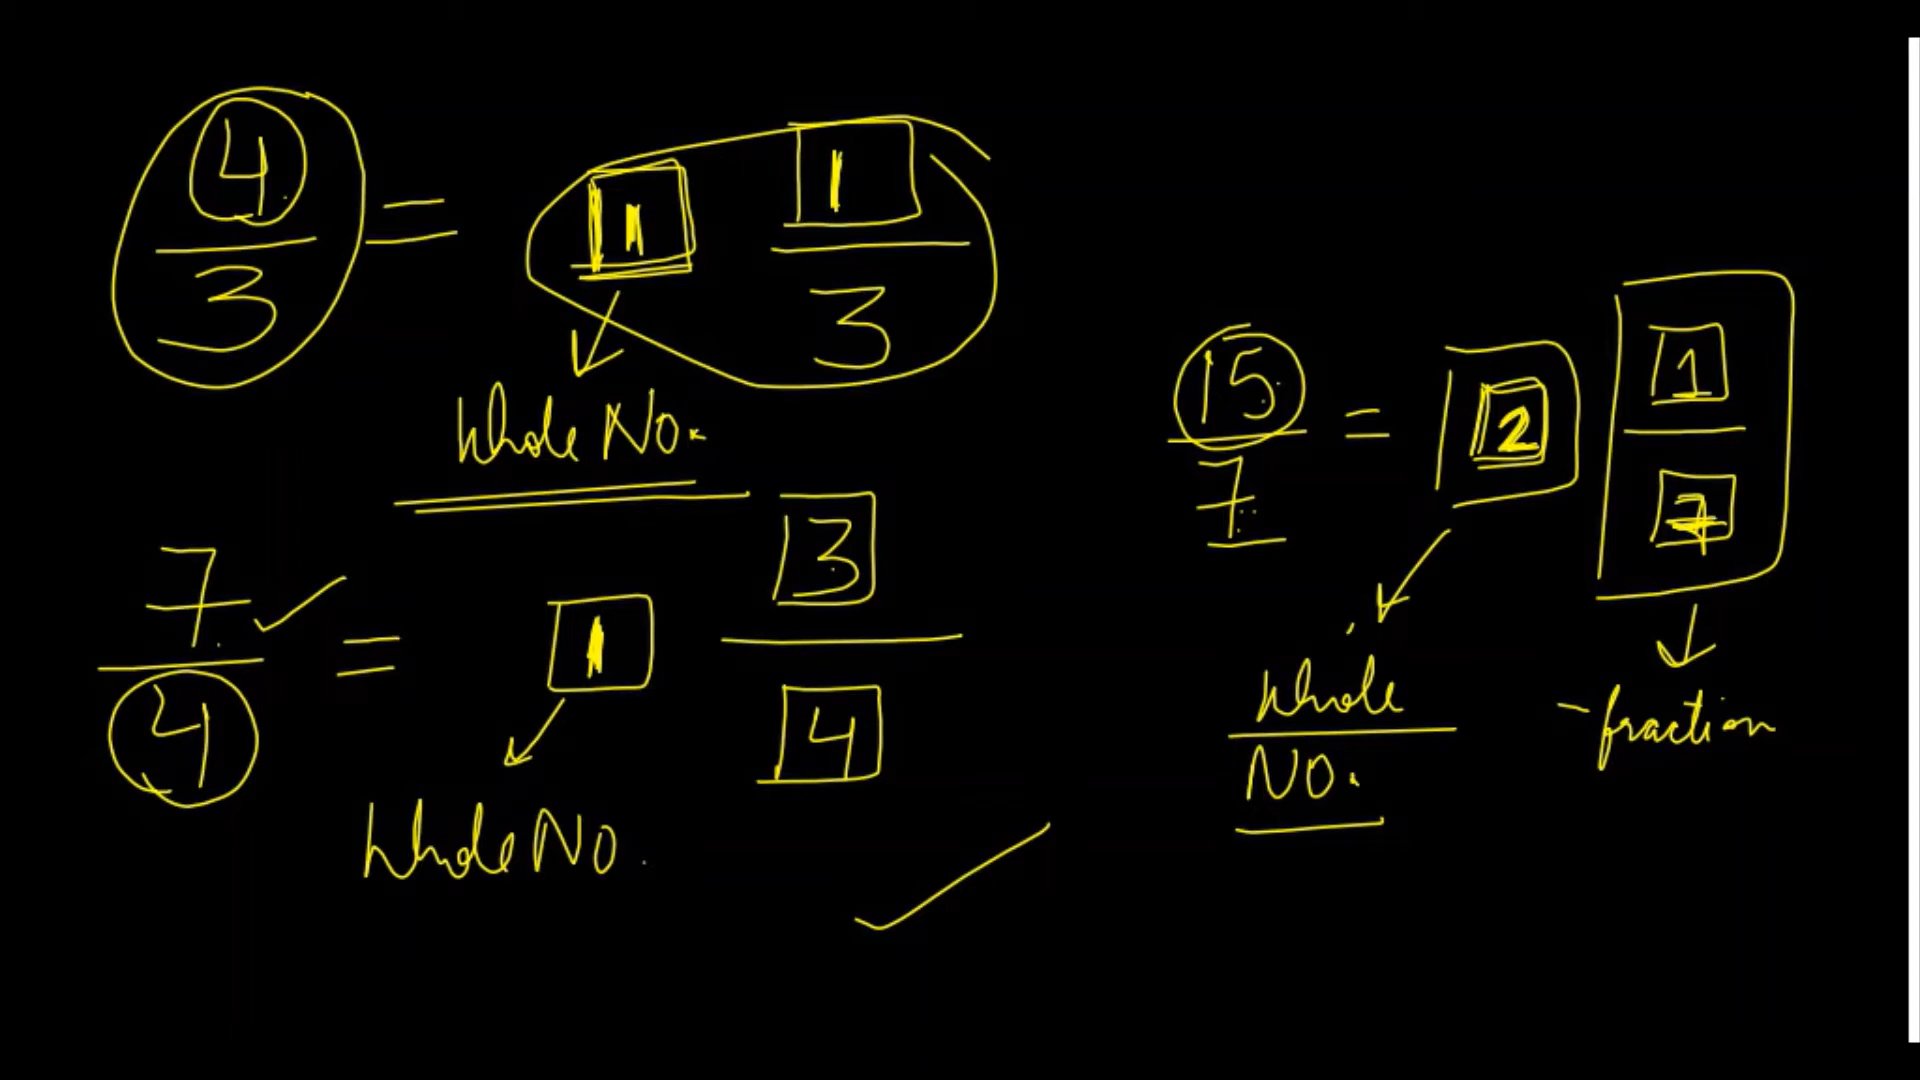 4/3 = 1 1/3
Whole No.
7/4 = 1 3/4
Whole No.
15/7 = 2 1/7
Whole
No.
fraction